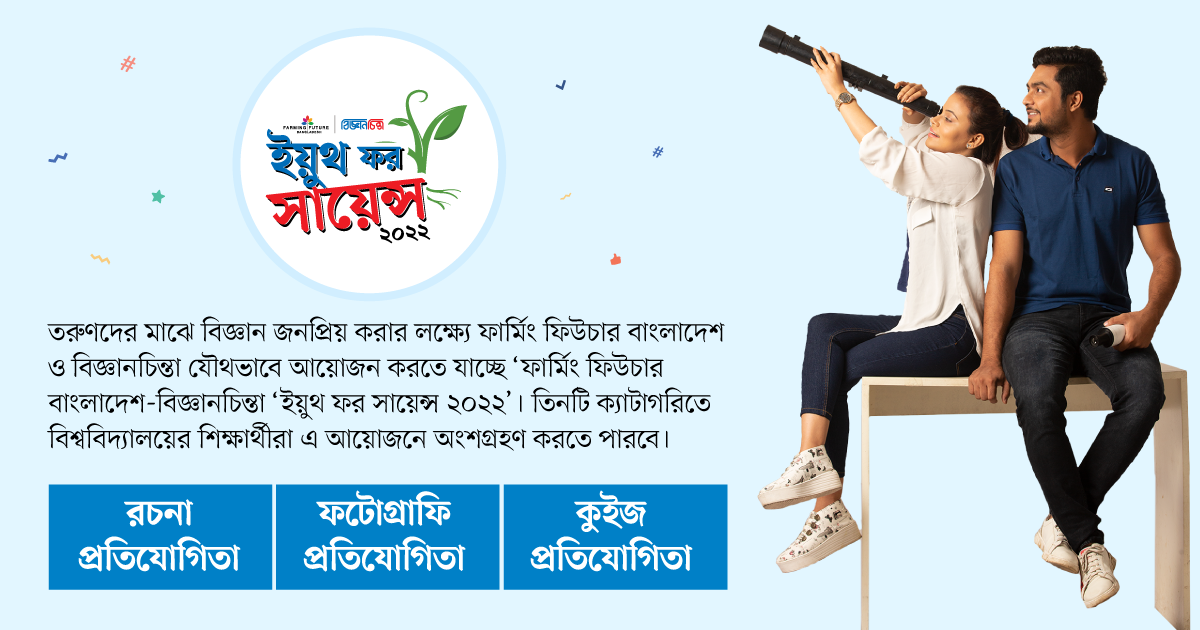 FARMING FUTURE
BANGLADESH
বিজ্ঞানচিন্তা
ইয়ুথ ফর
সায়েন্স
২০২২
তরুণদের মাঝে বিজ্ঞান জনপ্রিয় করার লক্ষ্যে ফার্মিং ফিউচার বাংলাদেশ
ও বিজ্ঞানচিন্তা যৌথভাবে আয়োজন করতে যাচ্ছে ‘ফার্মিং ফিউচার
বাংলাদেশ-বিজ্ঞানচিন্তা ‘ইয়ুথ ফর সায়েন্স ২০২২’। তিনটি ক্যাটাগরিতে
বিশ্ববিদ্যালয়ের শিক্ষার্থীরা এ আয়োজনে অংশগ্রহণ করতে পারবে।
রচনা
প্রতিযোগিতা
ফটোগ্রাফি
প্রতিযোগিতা
কুইজ
প্রতিযোগিতা